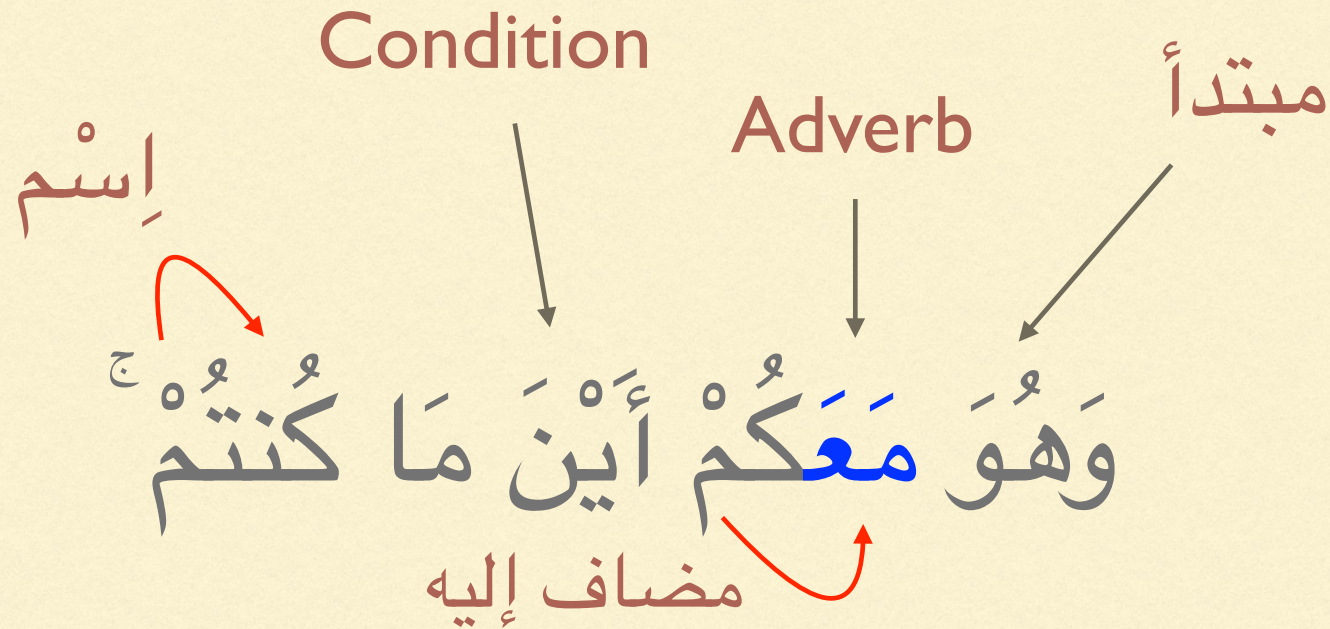 Condition
مبتدأ
Adverb
اِسْم
وَهُوَ مَعَكُمْ أَيْنَ مَا كُنتُمْ ۚ
مضاف إليه